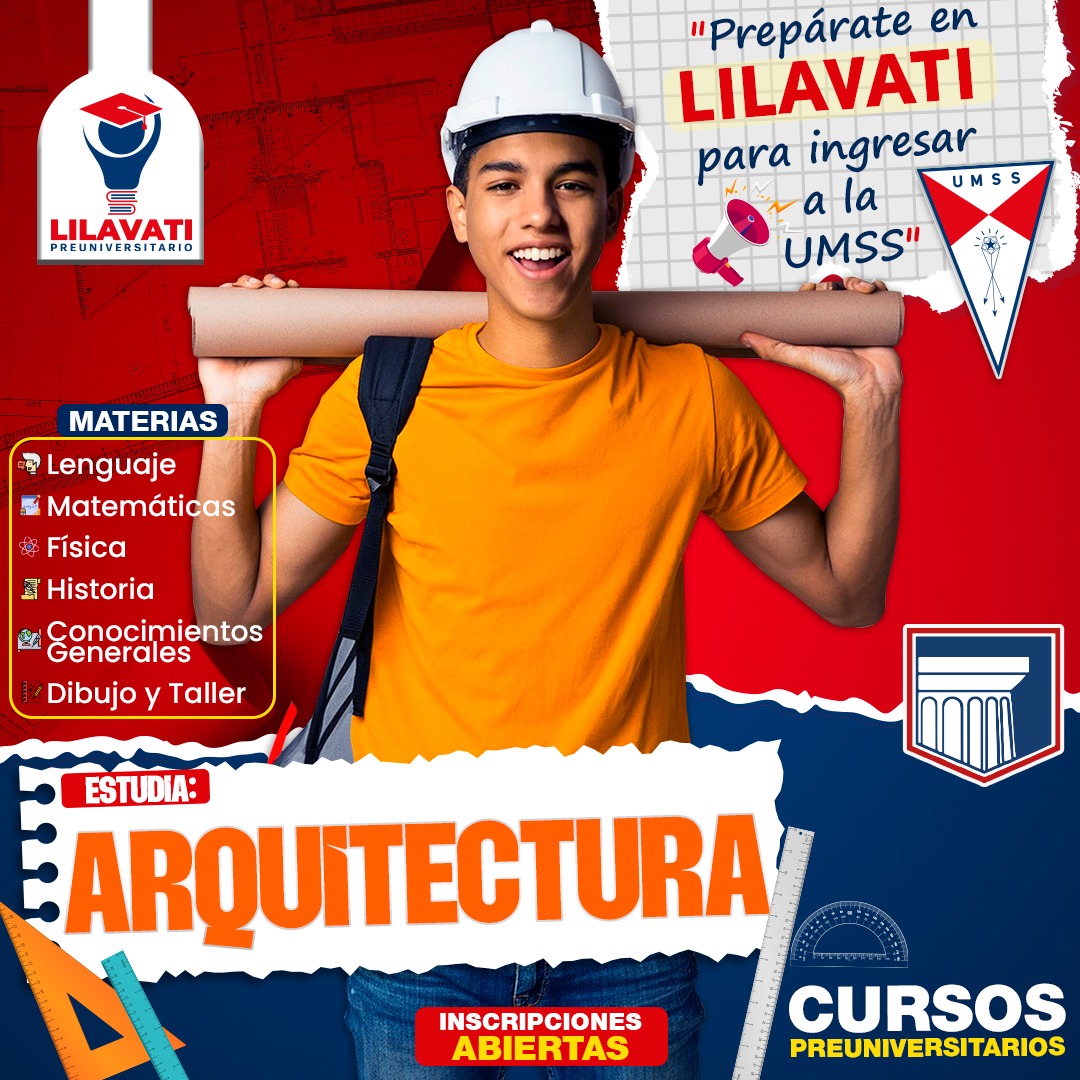 LILAVATI
PREUNIVERSITARIO
"Prepárate en
LILAVATI
para ingresar
a la
UMSS"
UMSS
MATERIAS
Lenguaje
Matemáticas
Física
Historia
Conocimientos
Generales
Dibujo y Taller
ESTUDIA:
ARQUITECTURA
INSCRIPCIONES
ABIERTAS
CURSOS
PREUNIVERSITARIOS